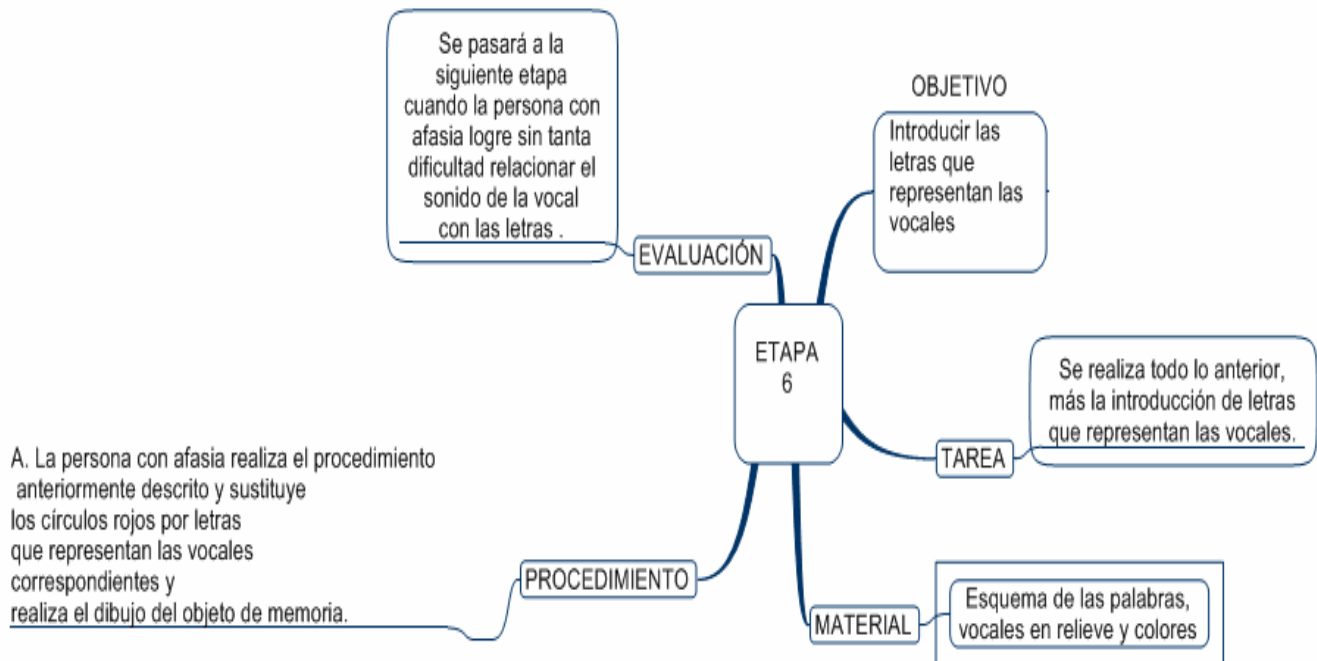 Se pasará a la
siguiente etapa
cuando la persona con
afasia logre sin tanta
dificultad relacionar el
sonido de la vocal
con las letras .
EVALUACIÓN
OBJETIVO
Introducir las
letras que
representan las
vocales
ETAPA
6
Se realiza todo lo anterior,
más la introducción de letras
que representan las vocales.
TAREA
A. La persona con afasia realiza el procedimiento
anteriormente descrito y sustituye
los círculos rojos por letras
que representan las vocales
correspondientes y
realiza el dibujo del objeto de memoria.
PROCEDIMIENTO
MATERIAL
Esquema de las palabras,
vocales en relieve y colores